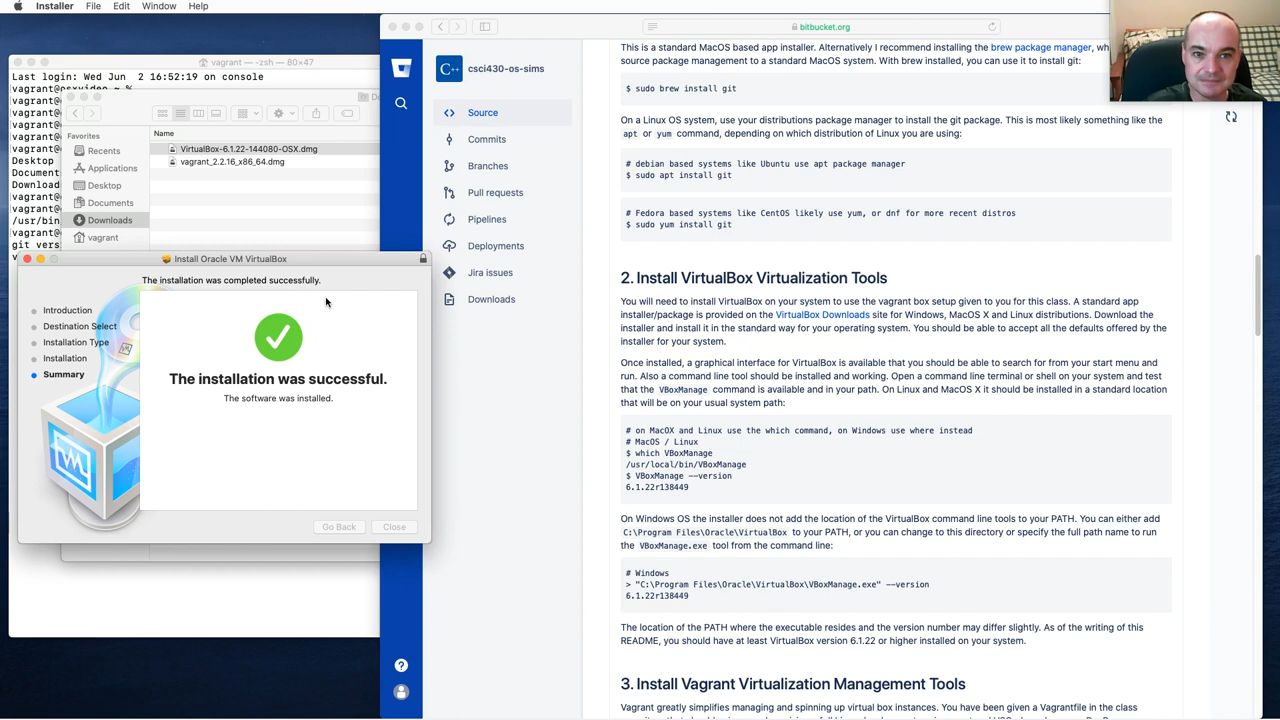 Installer File Edit Window Help
vagrant — -zsh — 80×47
Last login: Wed Jun 2 16:52:19 on console
vagrant@osxvideo ~ %
vagrant@
vagrant@
vagrant@
vagrant@
Desktop
Document
Download
vagrant@
/usr/bin
vagrant@
git vers
Favorites
Recents
Applications
Desktop
Documents
Downloads
vagrant
Name
VirtualBox-6.1.22-144080-OSX.dmg
vagrant_2.2.16_x86_64.dmg
Install Oracle VM VirtualBox
The installation was completed successfully.
Introduction
Destination Select
Installation Type
Installation
Summary
The installation was successful.
The software was installed.
Go Back
Close
bitbucket.org
C++
csci430-os-sims
Source
Commits
Branches
Pull requests
Pipelines
Deployments
Jira issues
Downloads
This is a standard MacOS based app installer. Alternatively I recommend installing the brew package manager, wh
source package management to a standard MacOS system. With brew installed, you can use it to install git:
$ sudo brew install git
On a Linux OS system, use your distributions package manager to install the git package. This is most likely something like the
apt or yum command, depending on which distribution of Linux you are using:
# debian based systems like Ubuntu use apt package manager
$ sudo apt install git
# Fedora based systems like CentOS likely use yum, or dnf for more recent distros
$ sudo yum install git
2. Install VirtualBox Virtualization Tools
You will need to install VirtualBox on your system to use the vagrant box setup given to you for this class. A standard app
installer/package is provided on the VirtualBox Downloads site for Windows, MacOS X and Linux distributions. Download the
installer and install it in the standard way for your operating system. You should be able to accept all the defaults offered by the
installer for your system.
Once installed, a graphical interface for VirtualBox is available that you should be able to search for from your start menu and
run. Also a command line tool should be installed and working. Open a command line terminal or shell on your system and test
that the VBoxManage command is available and in your path. On Linux and MacOS X it should be installed in a standard location
that will be on your usual system path:
# on MacOX and Linux use the which command, on Windows use where instead
# MacOS / Linux
$ which VBoxManage
/usr/local/bin/VBoxManage
$ VBoxManage --version
6.1.22r138449
On Windows OS the installer does not add the location of the VirtualBox command line tools to your PATH. You can either add
C:\Program Files\Oracle\VirtualBox to your PATH, or you can change to this directory or specify the full path name to run
the VBoxManage.exe tool from the command line:
# Windows
> "C:\Program Files\Oracle\VirtualBox\VBoxManage.exe" --version
6.1.22r138449
The location of the PATH where the executable resides and the version number may differ slightly. As of the writing of this
README, you should have at least VirtualBox version 6.1.22 or higher installed on your system.
3. Install Vagrant Virtualization Management Tools
Vagrant greatly simplifies managing and spinning up virtual box instances. You have been given a Vagrantfile in the class